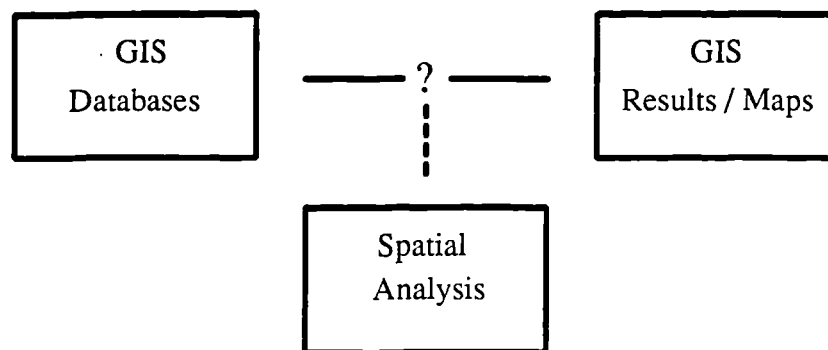 GIS
Databases
?
GIS
Results / Maps
Spatial
Analysis